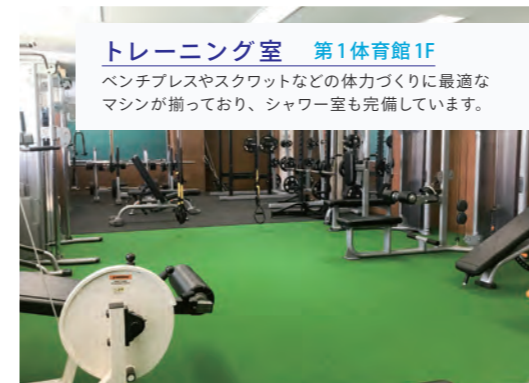 トレーニング室 第1体育館1F
ベンチプレスやスクワットなどの体力づくりに最適な
マシンが揃っており、シャワー室も完備しています。